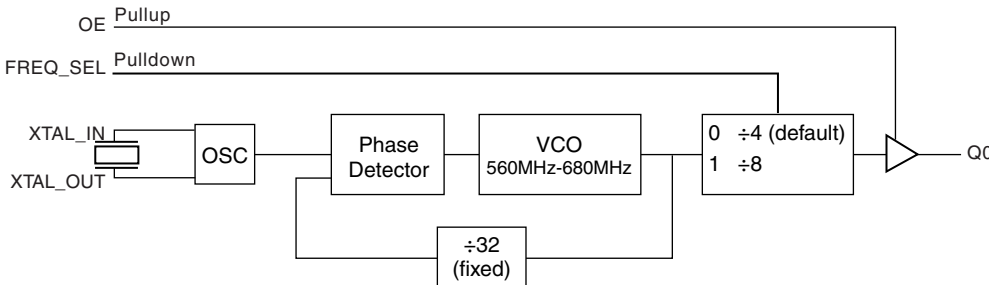 OE Pullup
FREQ_SEL Pulldown
XTAL_IN
XTAL_OUT
OSC
Phase
Detector
VCO
560MHz-680MHz
0 ÷4 (default)
1 ÷8
Q0
÷32
(fixed)